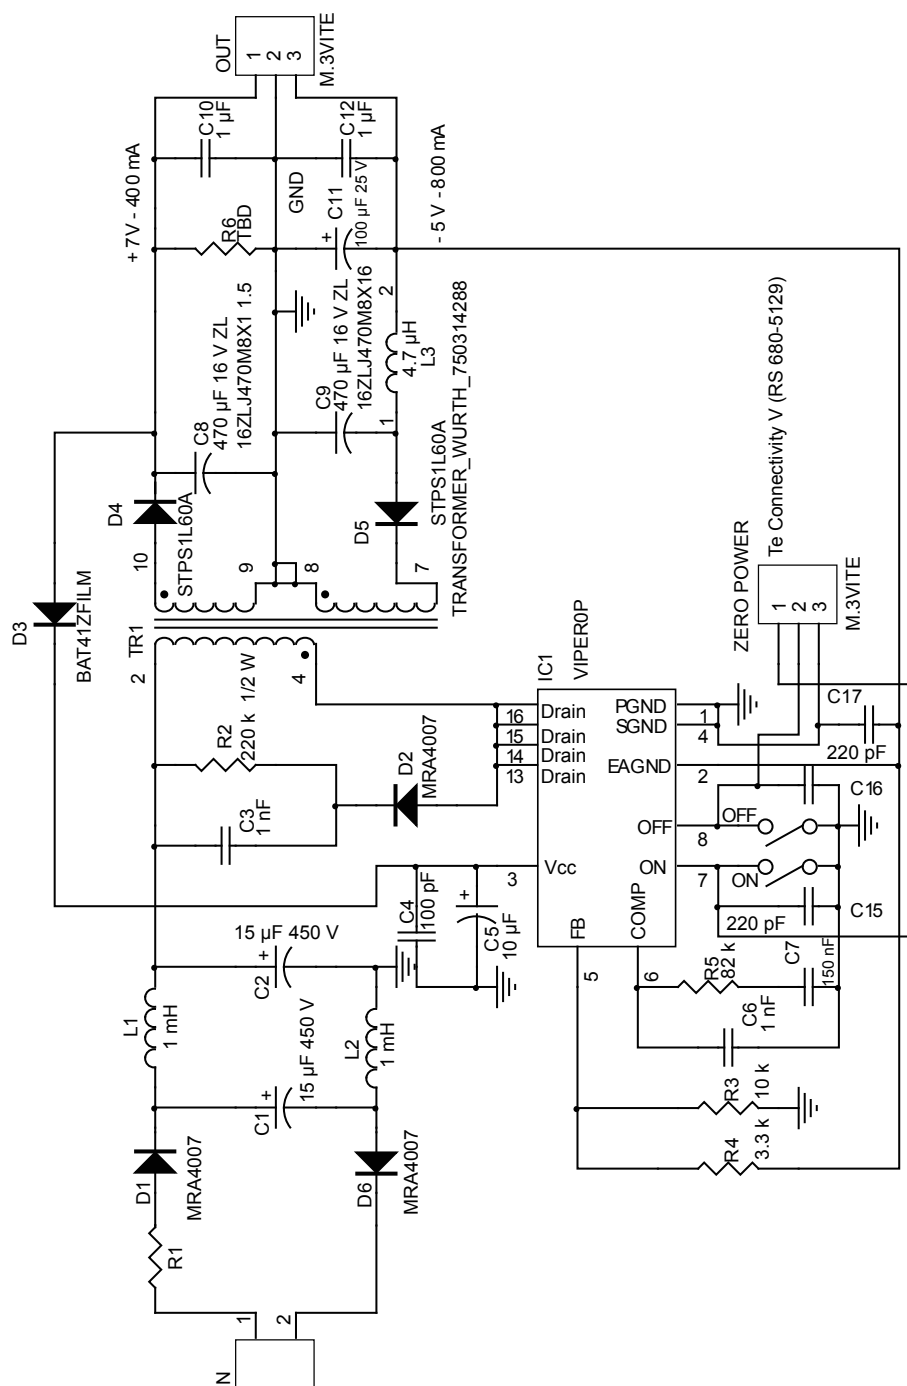 N
1
2
R1
D1
MRA4007
D6
MRA4007
C1
+
15 µF 450 V
L1
1 mH
L2
1 mH
15 µF 450 V
C2
+
C3
1 nF
R2
220 k 1/2 W
D2
MRA4007
C4
100 pF
C5
10 µF
+
D3
BAT41ZFILM
TR1
2
4
10
9
8
7
TRANSFORMER_WURTH_750314288
D4
STPS1L60A
D5
STPS1L60A
C8
470 µF 16 V ZL
16ZLJ470M8X1 1.5
C9
470 µF 16 V ZL
16ZLJ470M8X16
1
2
4.7 µH
L3
R6
TBD
GND
C11
100 µF 25 V
+
C10
1 µF
C12
1 µF
+ 7V - 400 mA
- 5 V - 800 mA
OUT
1
2
3
M.3VITE
IC1
VIPER0P
16
15
14
13
Drain
Drain
Drain
Drain
3
Vcc
PGND
SGND
EAGND
OFF
ON
COMP
FB
1
4
2
8
7
6
5
ZERO POWER
Te Connectivity V (RS 680-5129)
1
2
3
M.3VITE
C17
220 pF
C16
OFF
ON
C15
220 pF
C7
150 nF
R5
82 k
C6
1 nF
R3
10 k
R4
3.3 k